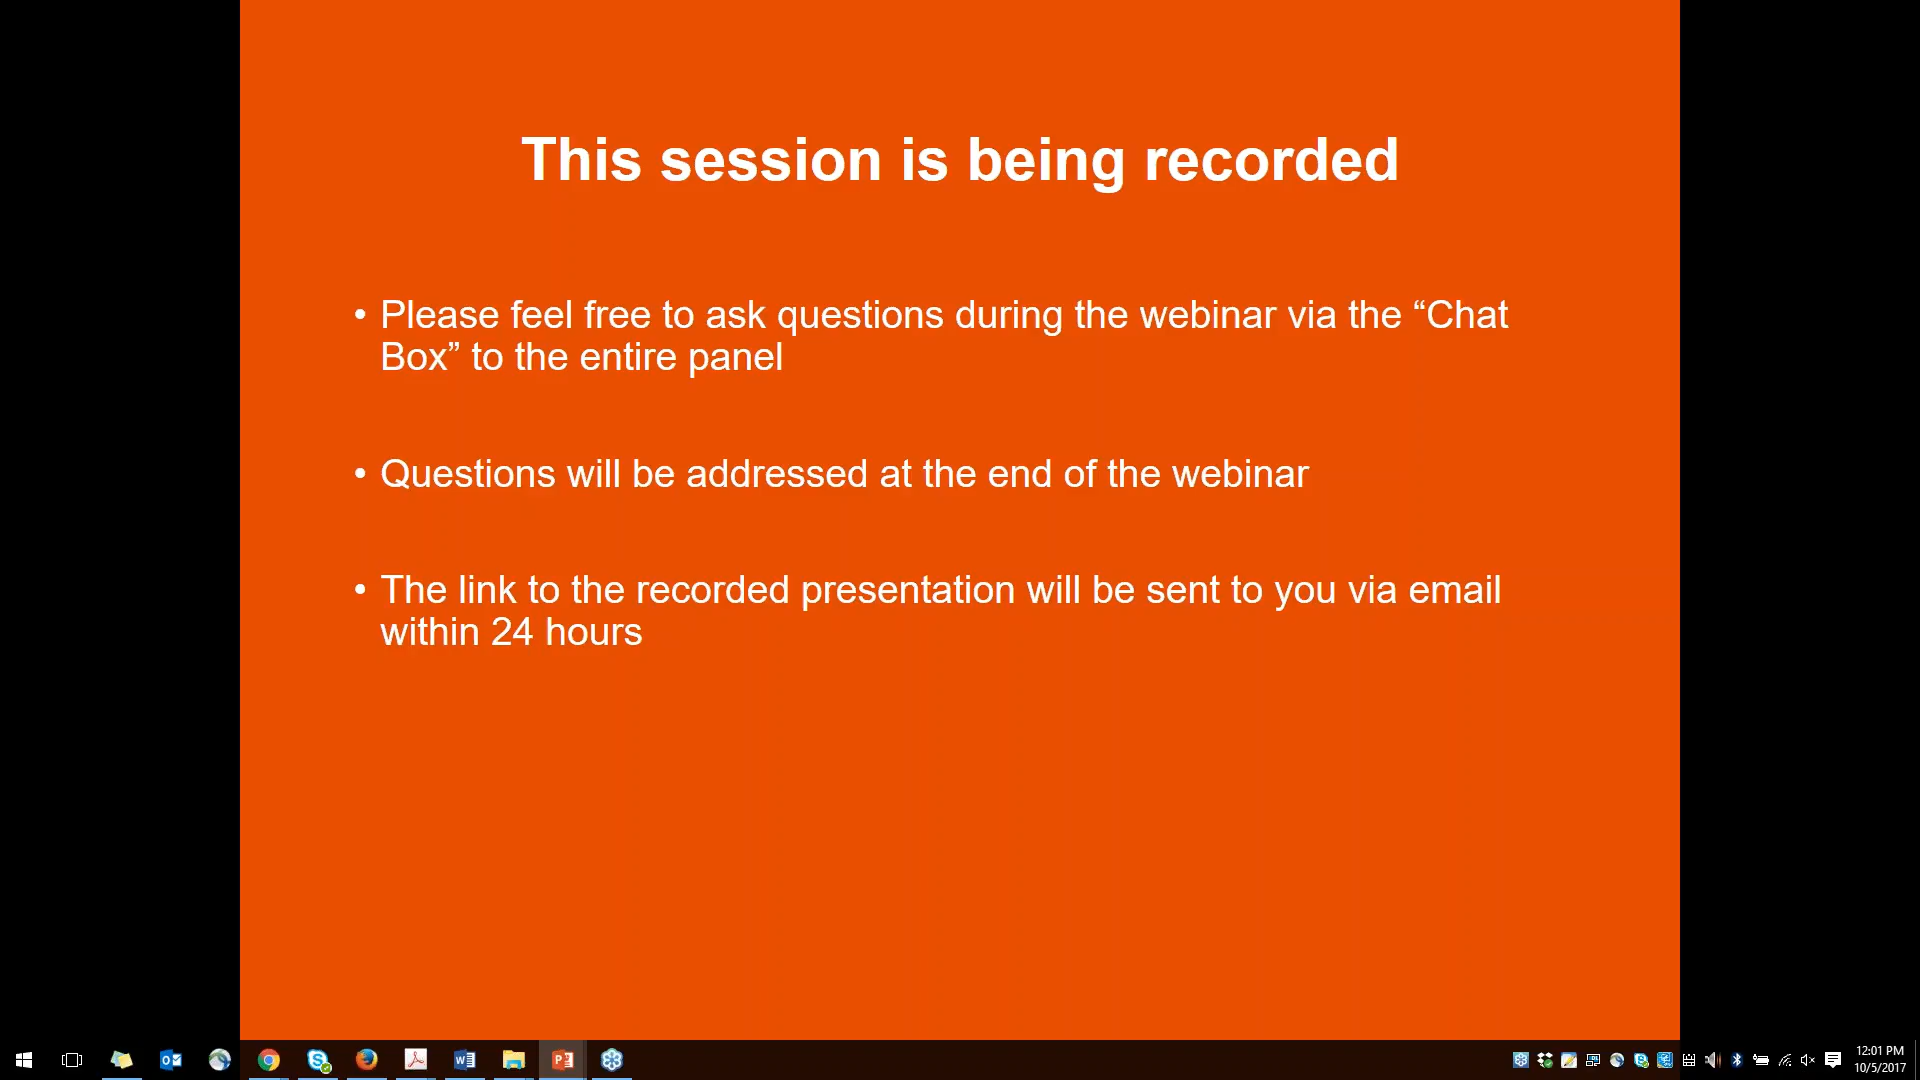 This session is being recorded
• Please feel free to ask questions during the webinar via the “Chat
Box” to the entire panel
• Questions will be addressed at the end of the webinar
• The link to the recorded presentation will be sent to you via email
within 24 hours
12:01 PM
10/5/2017